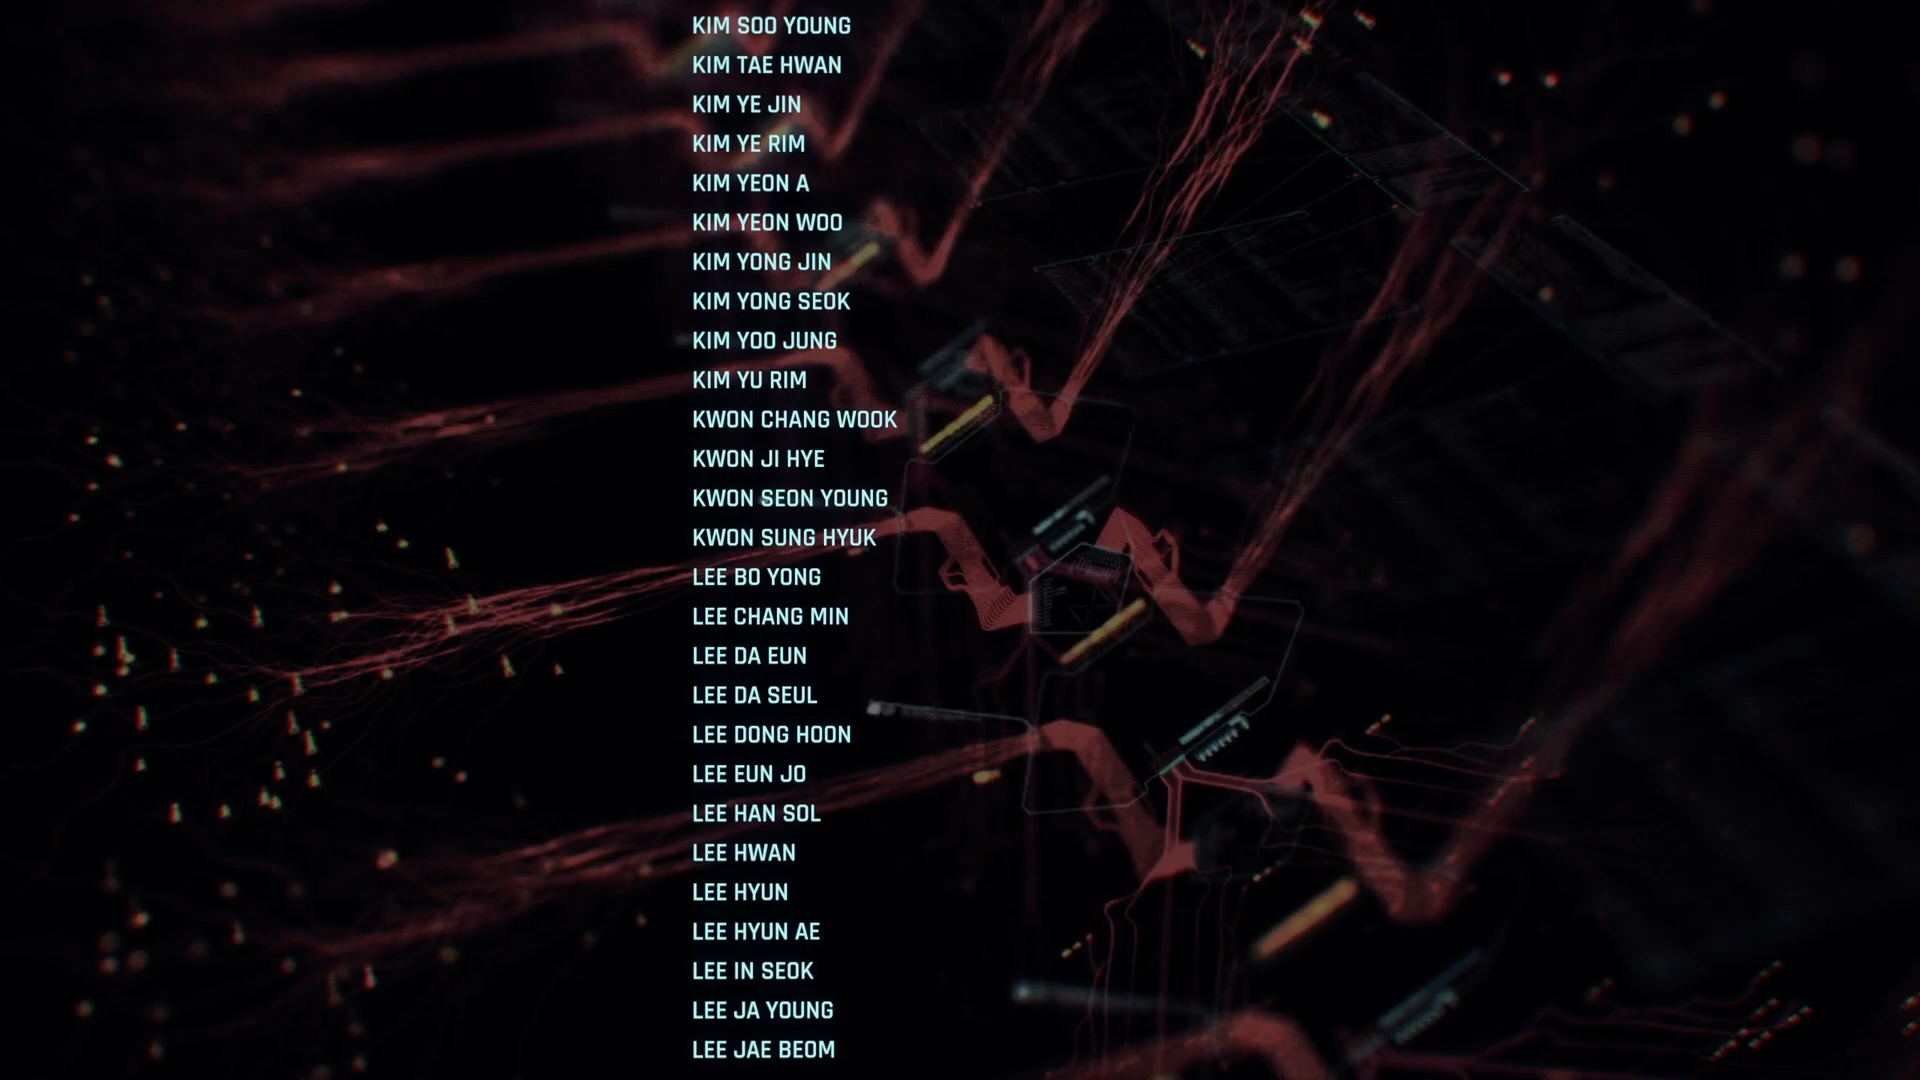 KIM SOO YOUNG
KIM TAE HWAN
KIM YE JIN
KIM YE RIM
KIM YEON A
KIM YEON WOO
KIM YONG JIN
KIM YONG SEOK
KIM YOO JUNG
KIM YU RIM
KWON CHANG WOOK
KWON JI HYE
KWON SEON YOUNG
KWON SUNG HYUK
LEE BO YONG
LEE CHANG MIN
LEE DA EUN
LEE DA SEUL
LEE DONG HOON
LEE EUN JO
LEE HAN SOL
LEE HWAN
LEE HYUN
LEE HYUN AE
LEE IN SEOK
LEE JA YOUNG
LEE JAE BEOM